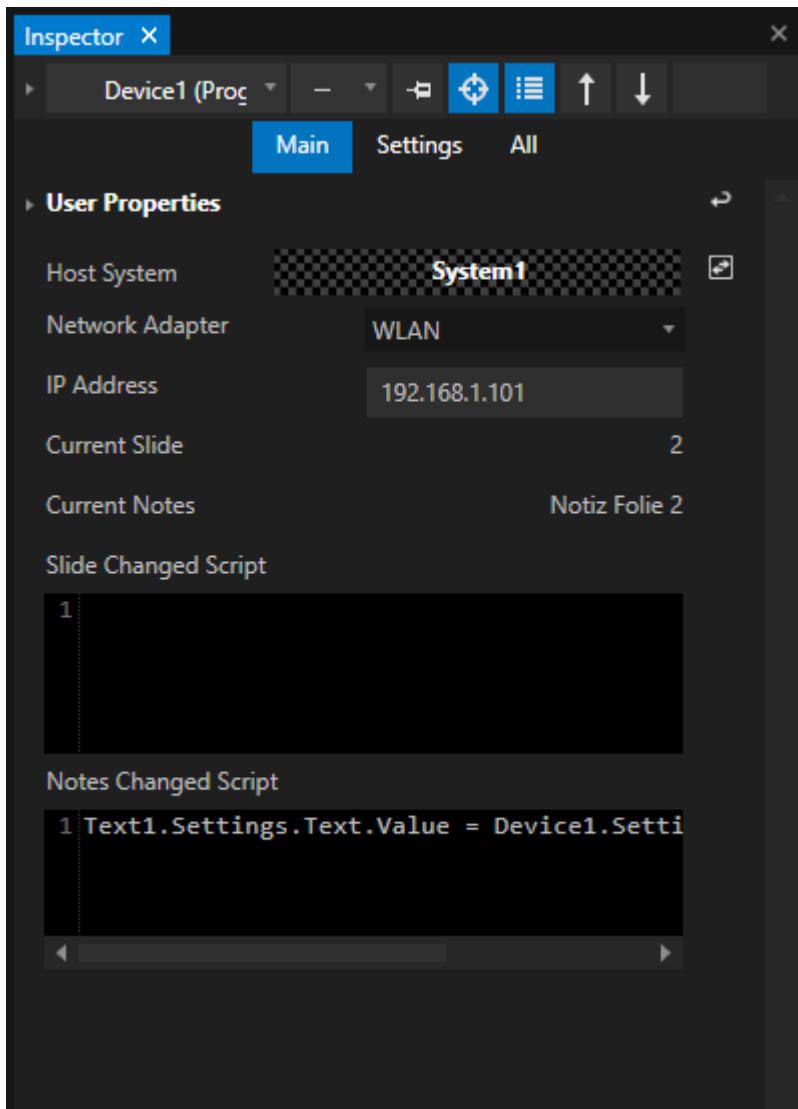 Inspector
Device1 (Proç
Main Settings All
User Properties
Host System System1
Network Adapter WLAN
IP Address 192.168.1.101
Current Slide 2
Current Notes Notiz Folie 2
Slide Changed Script
1
Notes Changed Script
1 Text1.Settings.Text.Value = Device1.Setti